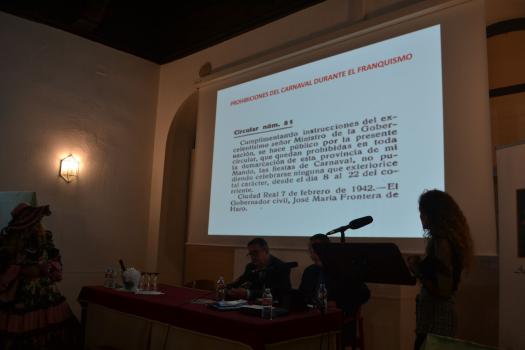 PROHIBICIONES DEL CARNAVAL DURANTE EL FRANQUISMO
Circular núm. 81
Cumplimentando instrucciones del ex-
celentísimo señor Ministro de la Gober-
nación, se hace público por la presente
Circular, que quedan prohibidas en toda
la demarcación de esta provincia de mi
Mando, las fiestas de Carnaval, no pu-
diendo celebrarse ninguna que exteriorice
tal carácter, desde el día 8 al 22 del co-
rriente.
Ciudad Real 7 de febrero de 1942.—El
Gobernador civil, José María Frontera de
Haro.